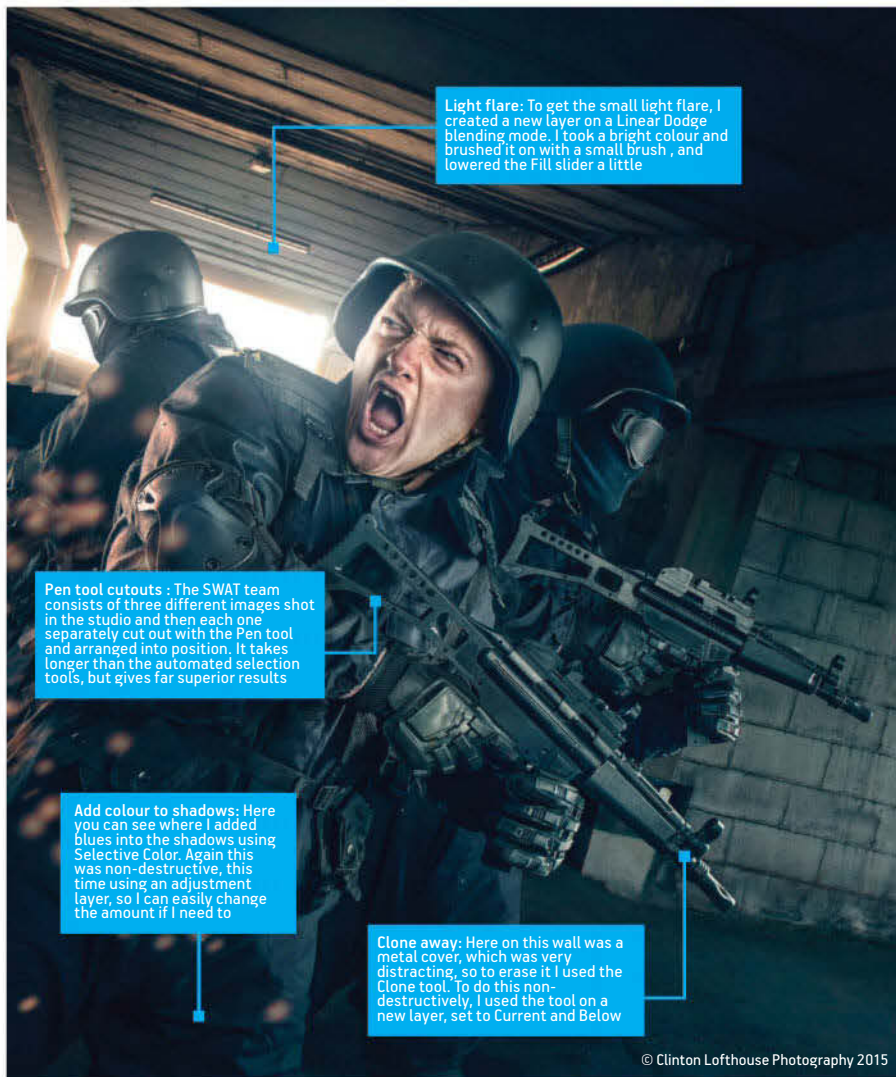 Light flare: To get the small light flare, I
created a new layer on a Linear Dodge
blending mode. I took a bright colour and
brushed it on with a small brush , and
lowered the Fill slider a little
Pen tool cutouts : The SWAT team
consists of three different images shot
in the studio and then each one
separately cut out with the Pen tool
and arranged into position. It takes
longer than the automated selection
tools, but gives far superior results
Add colour to shadows: Here
you can see where I added
blues into the shadows using
Selective Color. Again this
was non-destructive, this
time using an adjustment
layer, so I can easily change
the amount if I need to
Clone away: Here on this wall was a
metal cover, which was very
distracting, so to erase it I used the
Clone tool. To do this non-
destructively, I used the tool on a
new layer, set to Current and Below
© Clinton Lofthouse Photography 2015